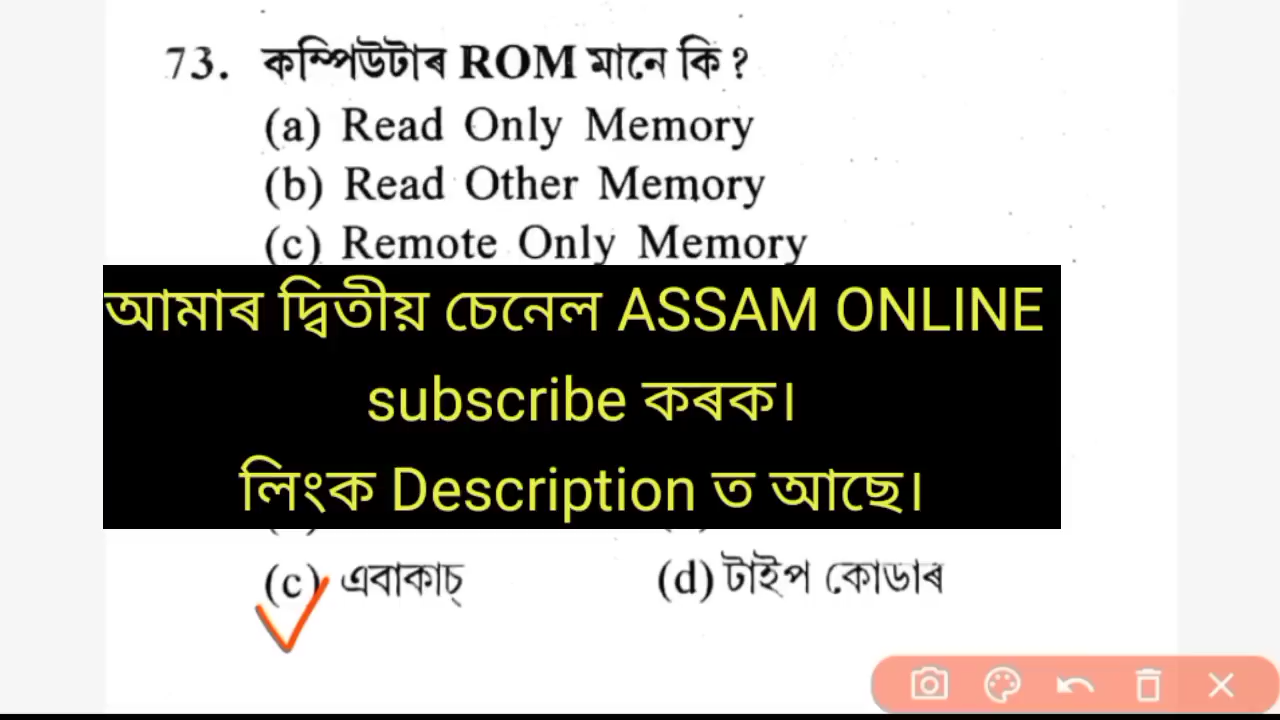 73. কম্পিউটাৰ ROM মানে কি ?
(a) Read Only Memory
(b) Read Other Memory
(c) Remote Only Memory
আমাৰ দ্বিতীয় চেনেল ASSAM ONLINE
subscribe কৰক।
লিংক Description ত আছে।
(c) এবাকাচ্ (d) টাইপ কোডাৰ